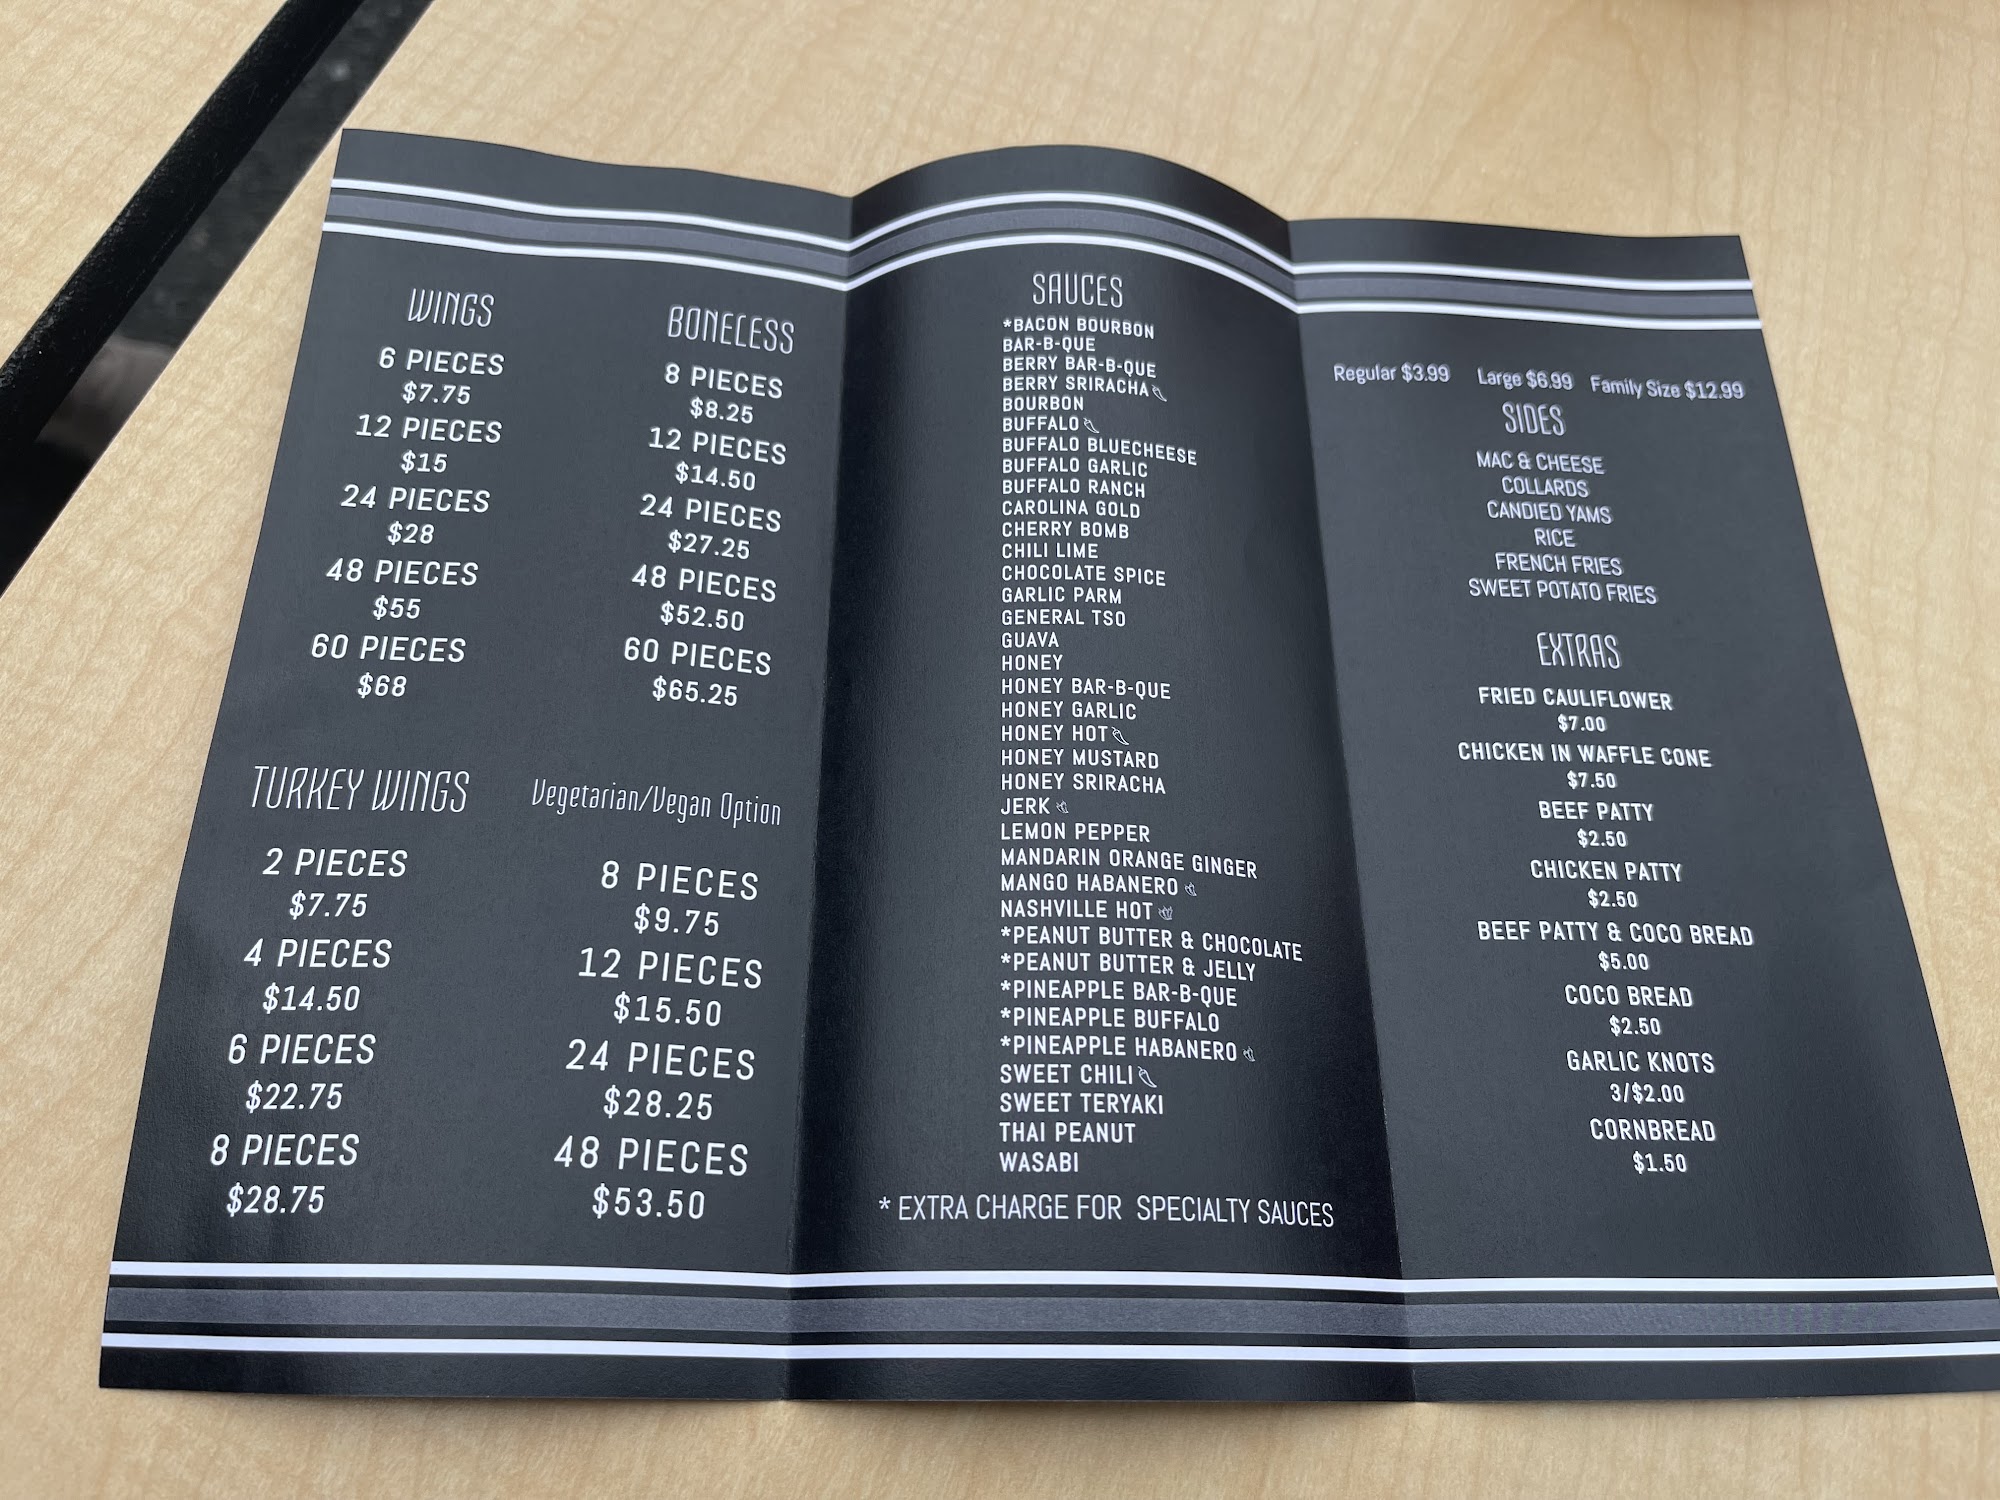 WINGS
6 PIECES
$7.75
12 PIECES
$15
24 PIECES
$28
48 PIECES
$55
60 PIECES
$68
BONELESS
8 PIECES
$8.25
12 PIECES
$14.50
24 PIECES
$27.25
48 PIECES
$52.50
60 PIECES
$65.25
TURKEY WINGS
2 PIECES
$7.75
4 PIECES
$14.50
6 PIECES
$22.75
8 PIECES
$28.75
Vegetarian/Vegan Option
8 PIECES
$9.75
12 PIECES
$15.50
24 PIECES
$28.25
48 PIECES
$53.50
SAUCES
*BACON BOURBON
BAR-B-QUE
BERRY BAR-B-QUE
BERRY SRIRACHA
BOURBON
BUFFALO
BUFFALO BLUECHEESE
BUFFALO GARLIC
BUFFALO RANCH
CAROLINA GOLD
CHERRY BOMB
CHILI LIME
CHOCOLATE SPICE
GARLIC PARM
GENERAL TSO
GUAVA
HONEY
HONEY BAR-B-QUE
HONEY GARLIC
HONEY HOT
HONEY MUSTARD
HONEY SRIRACHA
JERK
LEMON PEPPER
MANDARIN ORANGE GINGER
MANGO HABANERO
NASHVILLE HOT
*PEANUT BUTTER & CHOCOLATE
*PEANUT BUTTER & JELLY
*PINEAPPLE BAR-B-QUE
*PINEAPPLE BUFFALO
*PINEAPPLE HABANERO
SWEET CHILI
SWEET TERYAKI
THAI PEANUT
WASABI
* EXTRA CHARGE FOR SPECIALTY SAUCES
Regular $3.99 Large $6.99 Family Size $12.99
SIDES
MAC & CHEESE
COLLARDS
CANDIED YAMS
RICE
FRENCH FRIES
SWEET POTATO FRIES
EXTRAS
FRIED CAULIFLOWER
$7.00
CHICKEN IN WAFFLE CONE
$7.50
BEEF PATTY
$2.50
CHICKEN PATTY
$2.50
BEEF PATTY & COCO BREAD
$5.00
COCO BREAD
$2.50
GARLIC KNOTS
3/$2.00
CORNBREAD
$1.50